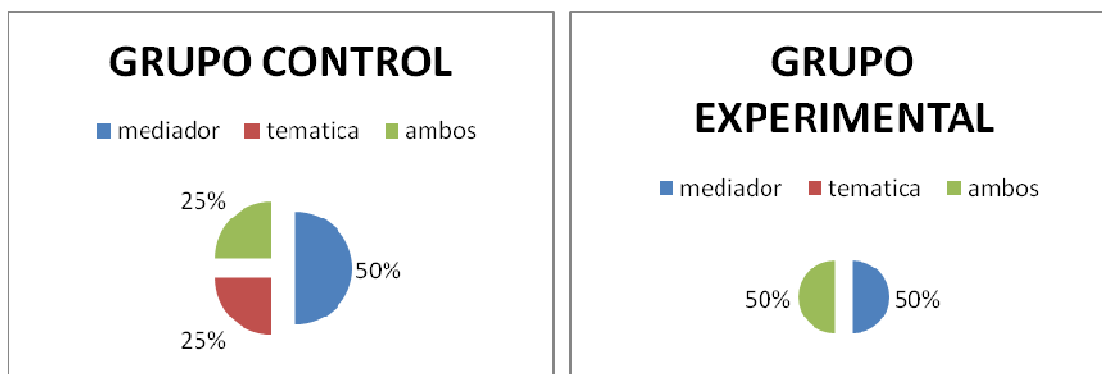 GRUPO CONTROL
mediador tematica ambos
25%
50%
25%
GRUPO
EXPERIMENTAL
mediador tematica ambos
50% 50%